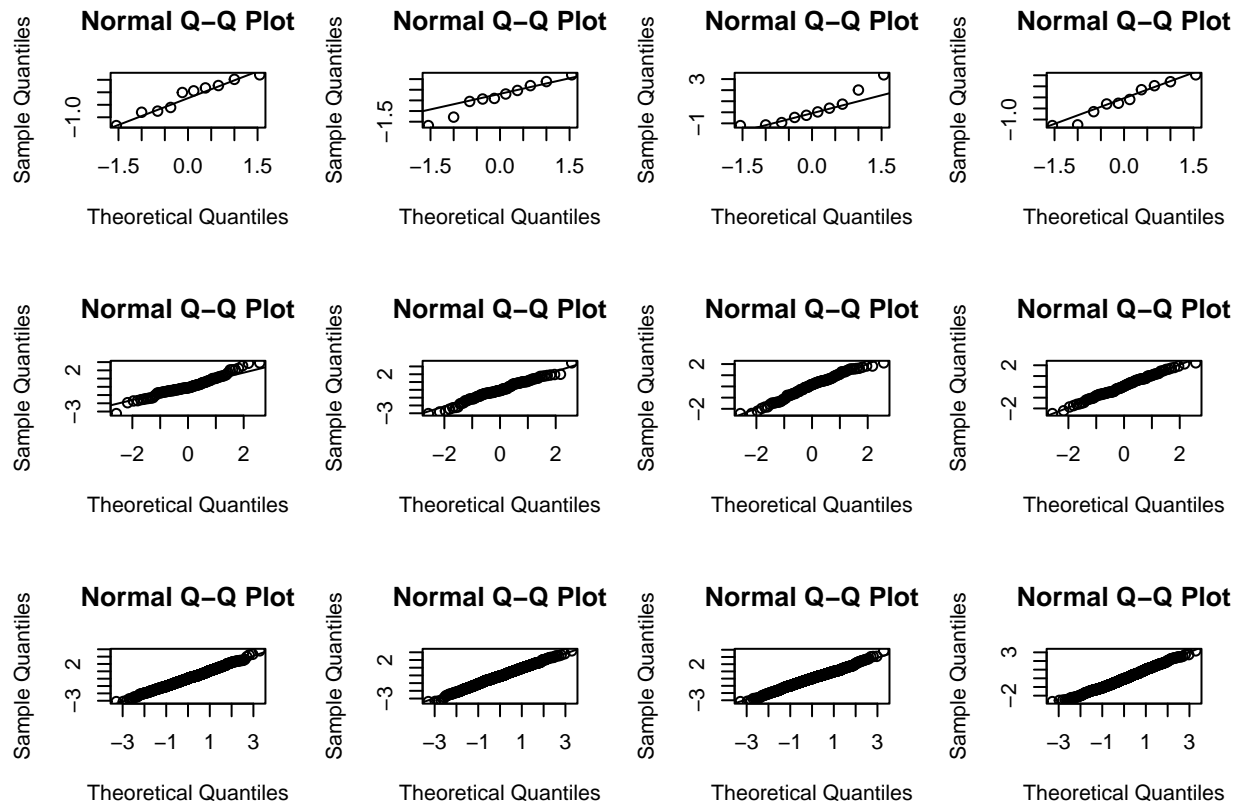 Normal Q−Q Plot
Sample Quantiles
−1.0
−1.5 0.0 1.5
Theoretical Quantiles
Normal Q−Q Plot
Sample Quantiles
−1.5
−1.5 0.0 1.5
Theoretical Quantiles
Normal Q−Q Plot
Sample Quantiles
−1 3
−1.5 0.0 1.5
Theoretical Quantiles
Normal Q−Q Plot
Sample Quantiles
−1.0
−1.5 0.0 1.5
Theoretical Quantiles
Normal Q−Q Plot
Sample Quantiles
−3 2
−2 0 2
Theoretical Quantiles
Normal Q−Q Plot
Sample Quantiles
−3 2
−2 0 2
Theoretical Quantiles
Normal Q−Q Plot
Sample Quantiles
−2 2
−2 0 2
Theoretical Quantiles
Normal Q−Q Plot
Sample Quantiles
−2 2
−2 0 2
Theoretical Quantiles
Normal Q−Q Plot
Sample Quantiles
−3 2
−3 −1 1 3
Theoretical Quantiles
Normal Q−Q Plot
Sample Quantiles
−3 2
−3 −1 1 3
Theoretical Quantiles
Normal Q−Q Plot
Sample Quantiles
−3 2
−3 −1 1 3
Theoretical Quantiles
Normal Q−Q Plot
Sample Quantiles
−2 3
−3 −1 1 3
Theoretical Quantiles